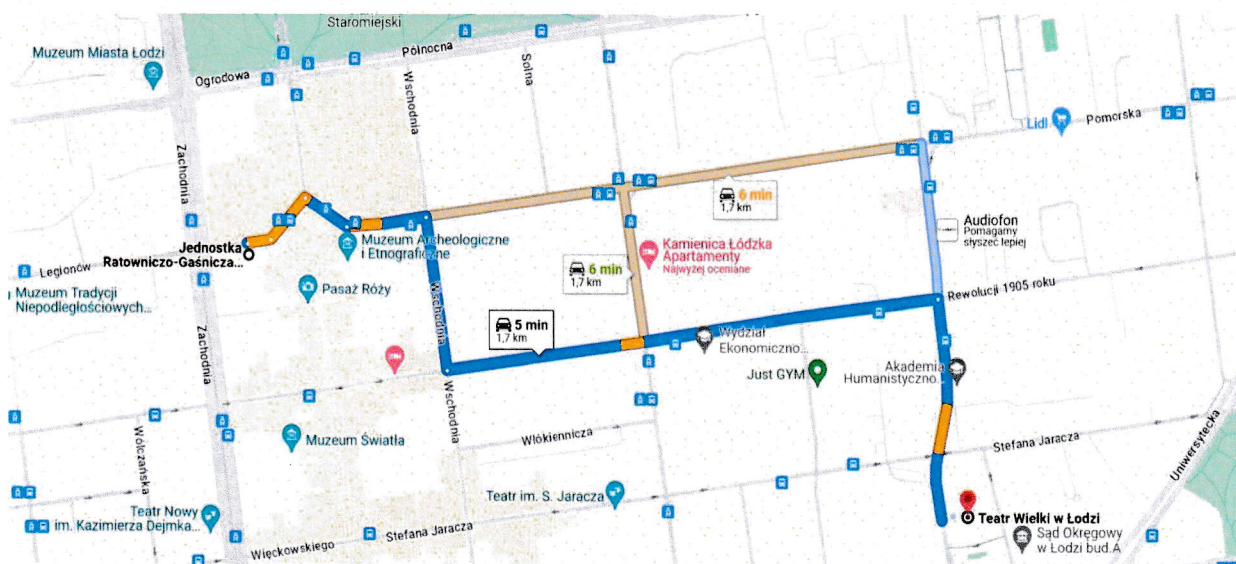 Staromiejski
Muzeum Miasta Łodzi
Ogrodowa
Północna
Wschodnia
Solna
Zachodnia
Lidl
Pomorska
6 min
1,7 km
Audiofon
Pomagamy
słyszeć lepiej
Jednostka
Ratowniczo-Gaśnicza...
Legionów
Muzeum Archeologiczne
i Etnograficzne
Kamienica Łódzka
Apartamenty
Najwyżej oceniane
6 min
1,7 km
Muzeum Tradycji
Niepodległościowych...
Pasaż Róży
Wschodnia
Rewolucji 1905 roku
5 min
1,7 km
Zachodnia
Wydział
Ekonomiczno...
Just GYM
Akademia
Humanistyczno...
Wschodnia
Wólczańska
Muzeum Światła
Włókiennicza
Stefana Jaracza
Uniwersytecka
Teatr im. S. Jaracza
Teatr Nowy
im. Kazimierza Dejmka...
Stefana Jaracza
Więckowskiego
Teatr Wielki w Łodzi
Sąd Okręgowy
w Łodzi bud.A